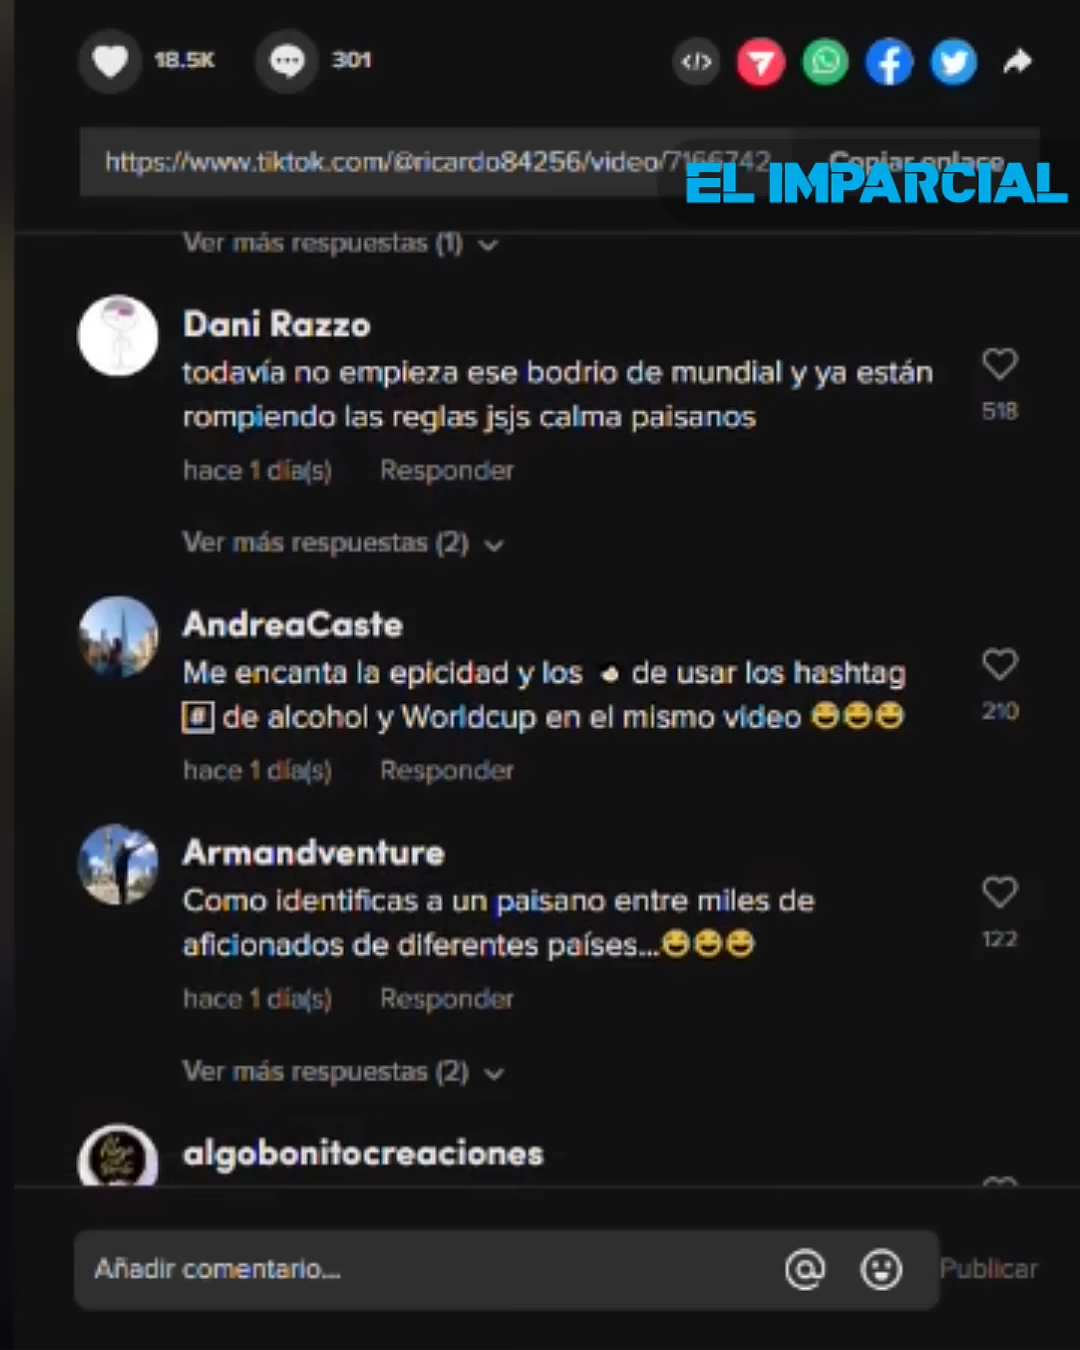 18.5K 301
https://www.tiktok.com/@ricardo84256/video/7166742 Copiar enlace
EL IMPARCIAL
Ver más respuestas (1)
Dani Razzo
todavía no empieza ese bodrio de mundial y ya están
rompiendo las reglas jsjs calma paisanos
518
hace 1 día(s) Responder
Ver más respuestas (2)
AndreaCaste
Me encanta la epicidad y los 🥚 de usar los hashtag
#️⃣ de alcohol y Worldcup en el mismo video 😂😂😂
210
hace 1 día(s) Responder
Armandventure
Como identificas a un paisano entre miles de
aficionados de diferentes países...😂😂😂
122
hace 1 día(s) Responder
Ver más respuestas (2)
algobonitocreaciones
Añadir comentario... Publicar